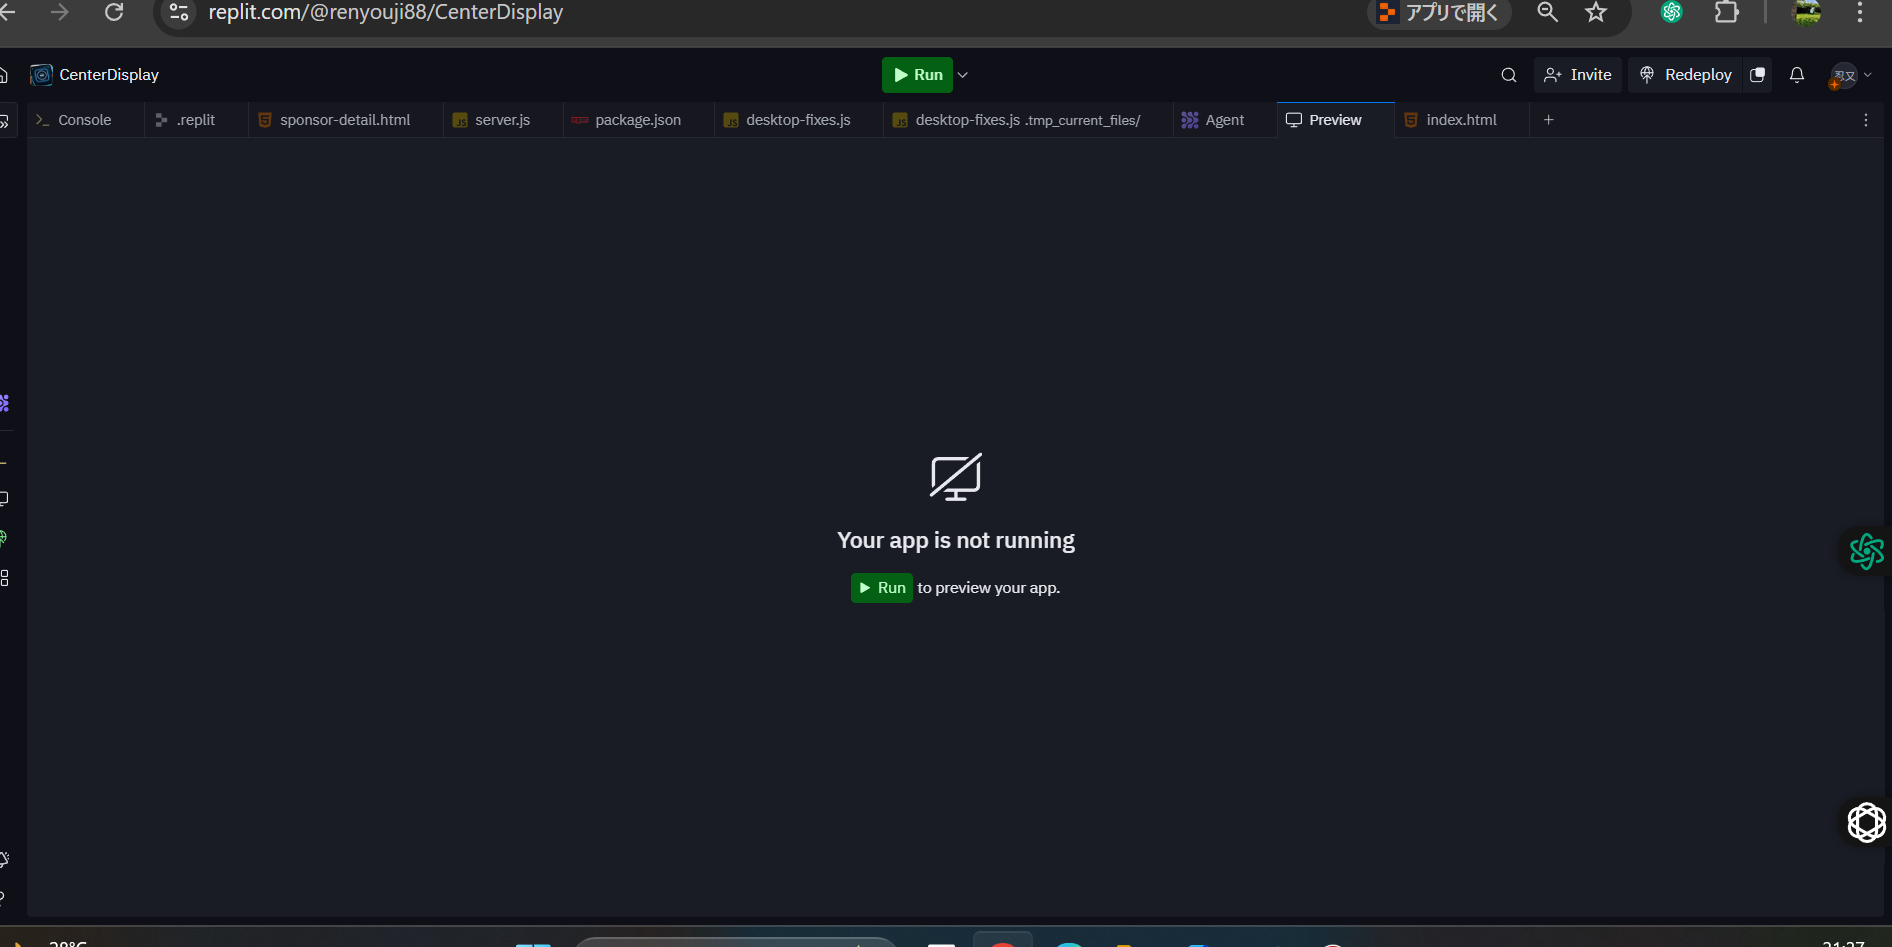 replit.com/@renyouji88/CenterDisplay
アプリで開く
CenterDisplay
Run
Invite
Redeploy
忍又
Console
.replit
sponsor-detail.html
server.js
package.json
desktop-fixes.js
desktop-fixes.js .tmp_current_files/
Agent
Preview
index.html
Your app is not running
Run to preview your app.